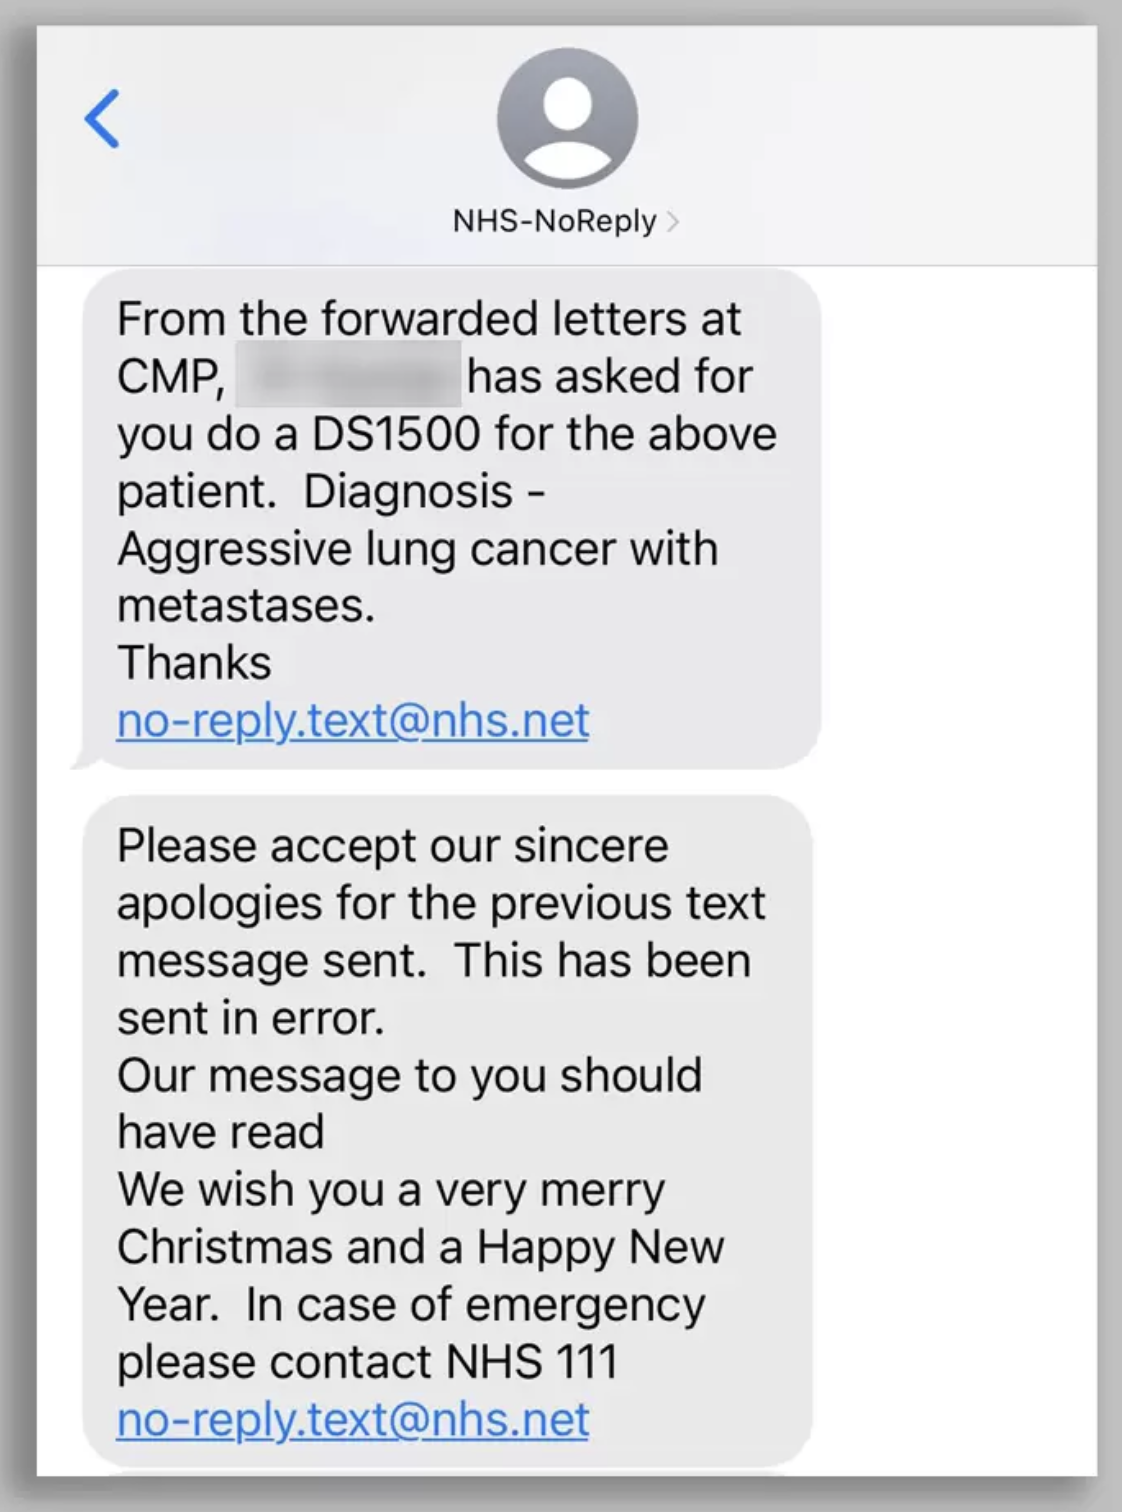 NHS-NoReply
From the forwarded letters at
CMP, has asked for
you do a DS1500 for the above
patient.  Diagnosis -
Aggressive lung cancer with
metastases.
Thanks
no-reply.text@nhs.net
Please accept our sincere
apologies for the previous text
message sent.  This has been
sent in error.
Our message to you should
have read
We wish you a very merry
Christmas and a Happy New
Year.  In case of emergency
please contact NHS 111
no-reply.text@nhs.net